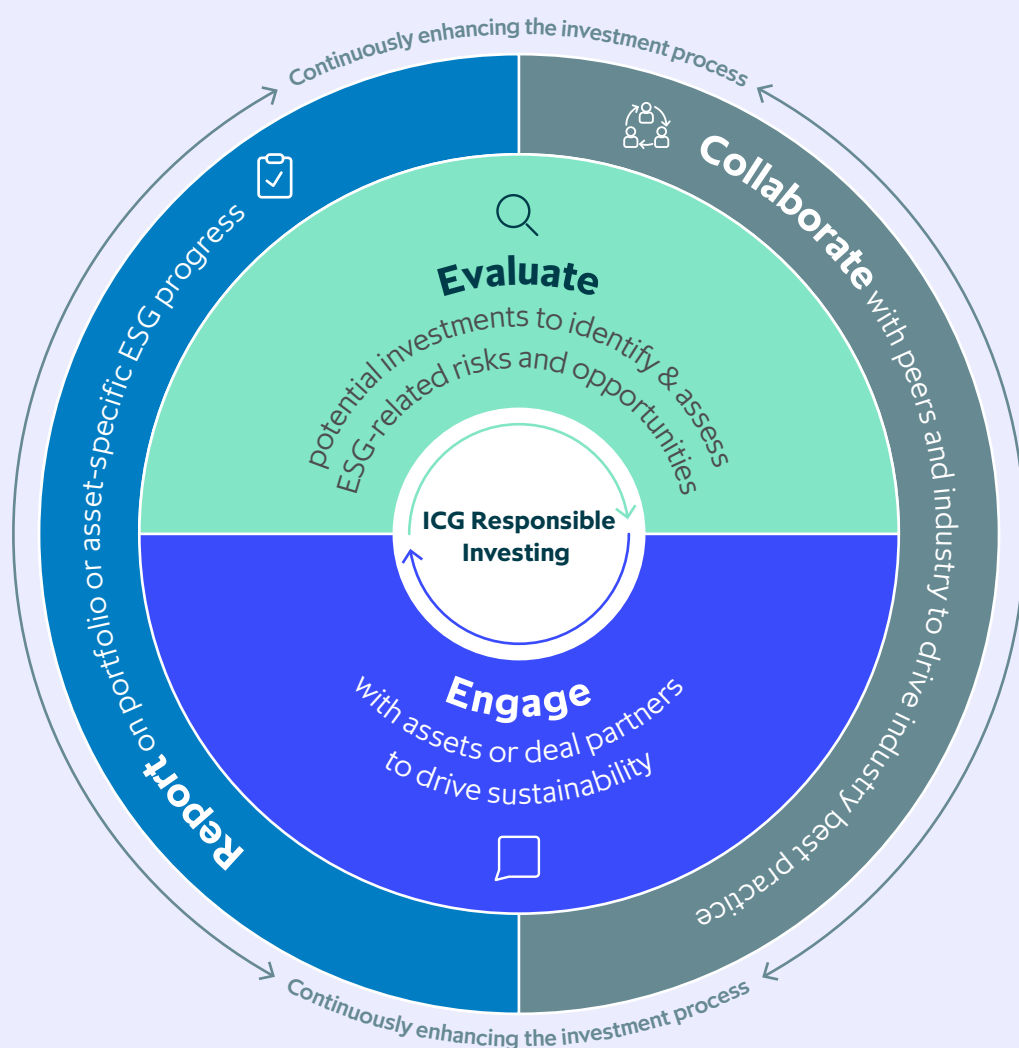 Continuously enhancing the investment process
Collaborate with peers and industry to drive industry best practice
Report on portfolio or asset-specific ESG progress
Evaluate
potential investments to identify & assess
ESG-related risks and opportunities
ICG Responsible
Investing
Engage
with assets or deal partners
to drive sustainability
Continuously enhancing the investment process